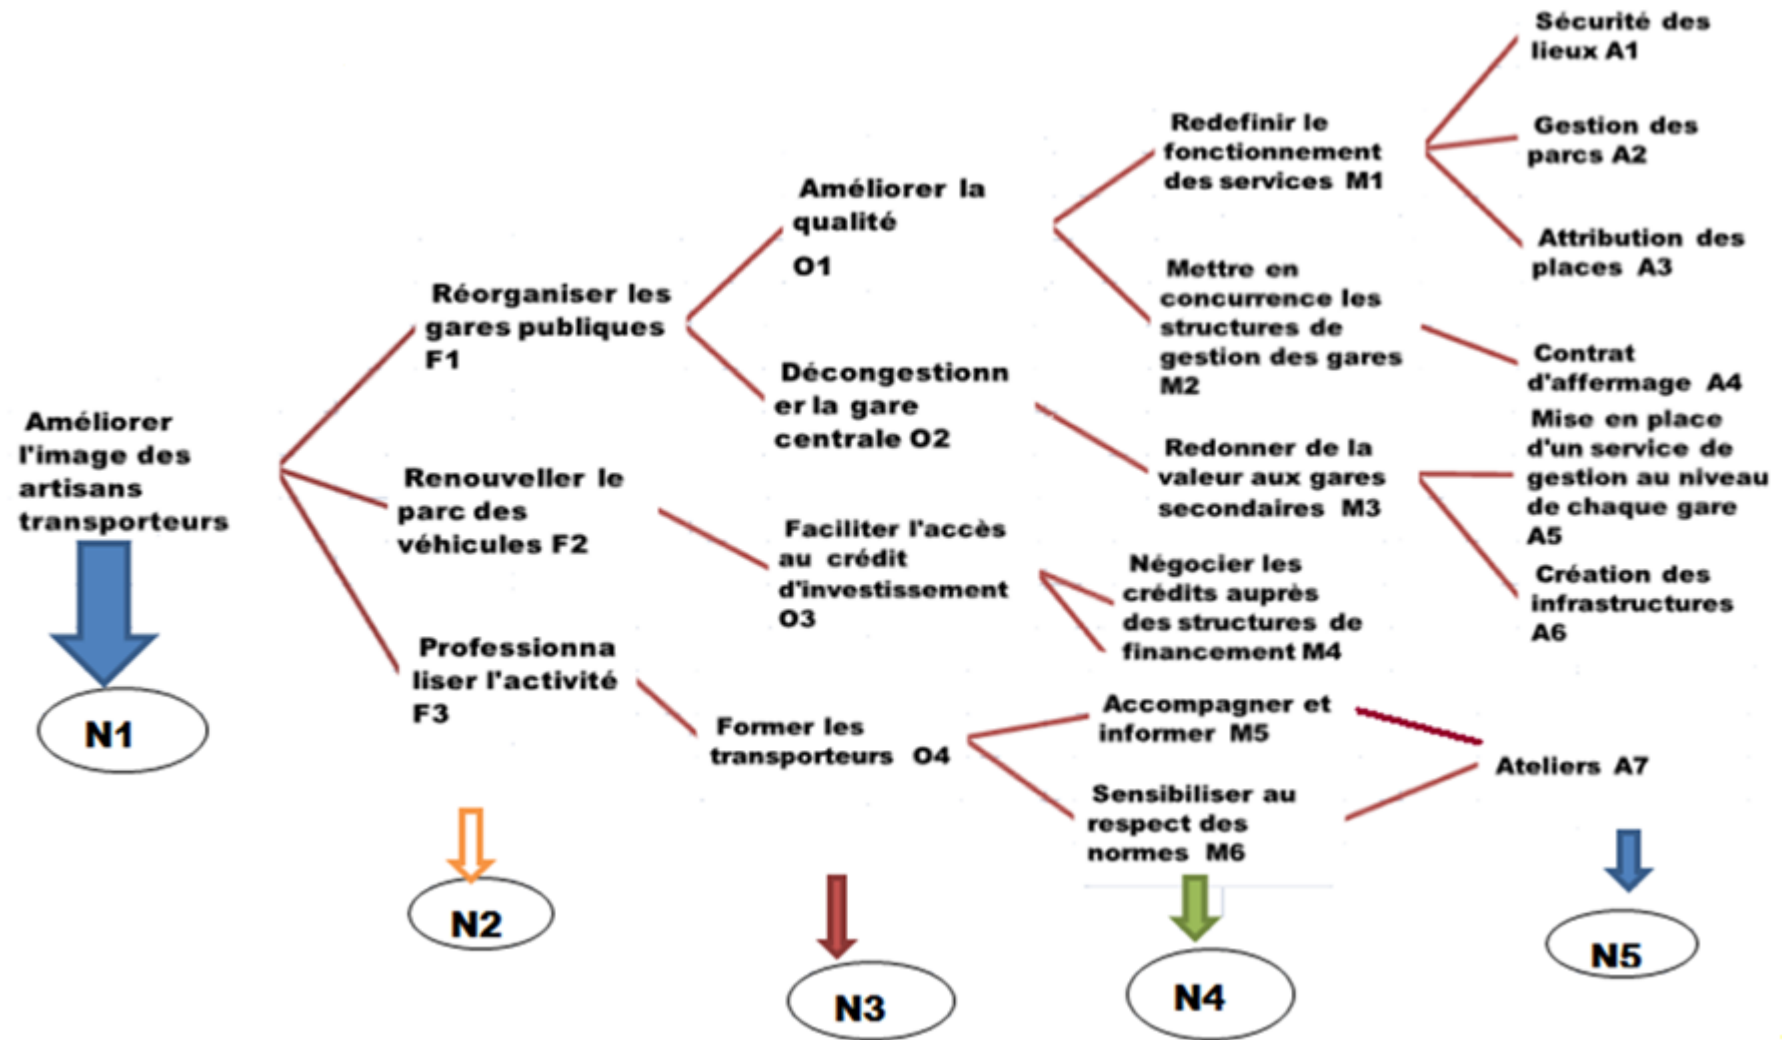 Améliorer
l'image des
artisans
transporteurs
N1
Réorganiser les
gares publiques
F1
Renouveller le
parc des
véhicules F2
Professionna
liser l'activité
F3
N2
Améliorer la
qualité
O1
Décongestionn
er la gare
centrale O2
Faciliter l'accès
au crédit
d'investissement
O3
Former les
transporteurs O4
N3
Redefinir le
fonctionnement
des services M1
Mettre en
concurrence les
structures de
gestion des gares
M2
Redonner de la
valeur aux gares
secondaires M3
Négocier les
crédits auprès
des structures de
financement M4
Accompagner et
informer M5
Sensibiliser au
respect des
normes M6
N4
Sécurité des
lieux A1
Gestion des
parcs A2
Attribution des
places A3
Contrat
d'affermage A4
Mise en place
d'un service de
gestion au niveau
de chaque gare
A5
Création des
infrastructures
A6
Ateliers A7
N5